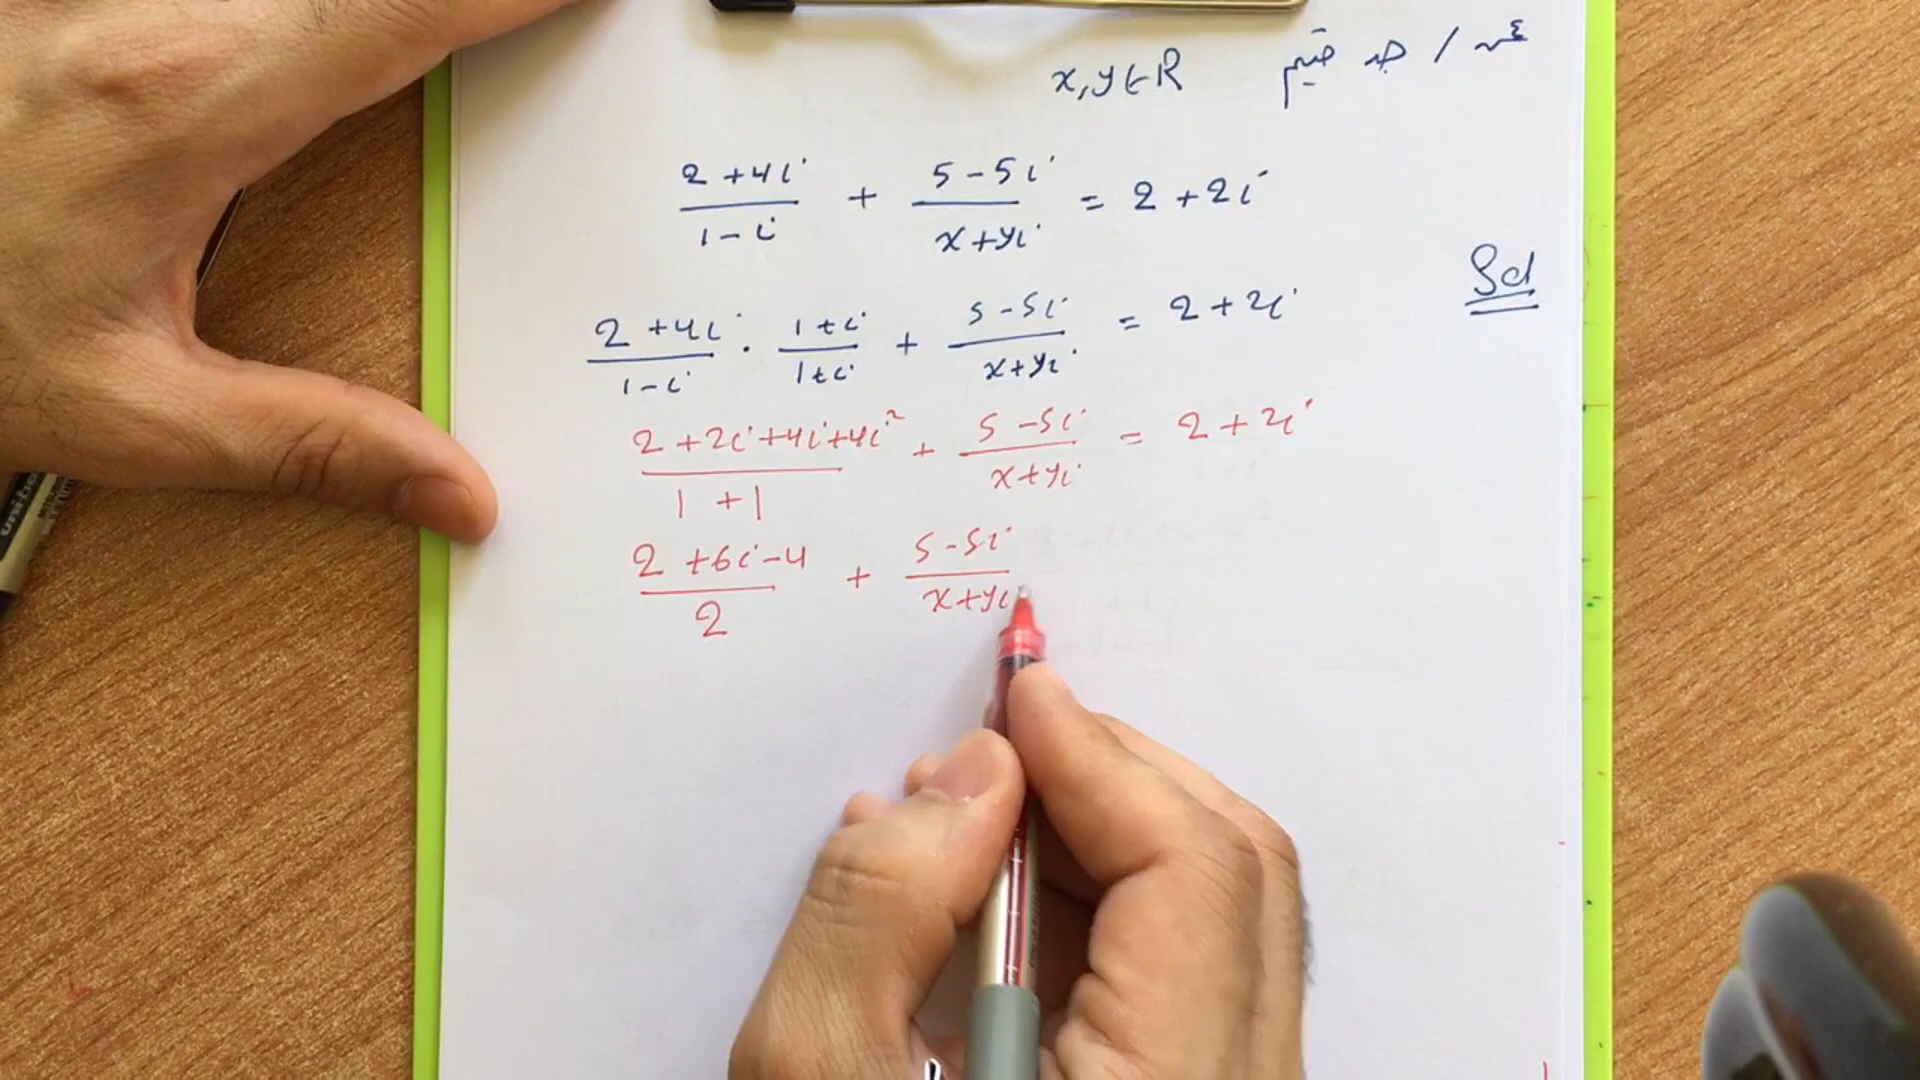 س٤ / جد قيم x,y∈R
(2+4i)/(1-i) + (5-5i)/(x+yi) = 2+2i
Sol
(2+4i)/(1-i) . (1+i)/(1+i) + (5-5i)/(x+yi) = 2+2i
(2+2i+4i+4i²)/(1+1) + (5-5i)/(x+yi) = 2+2i
(2+6i-4)/2 + (5-5i)/(x+yi